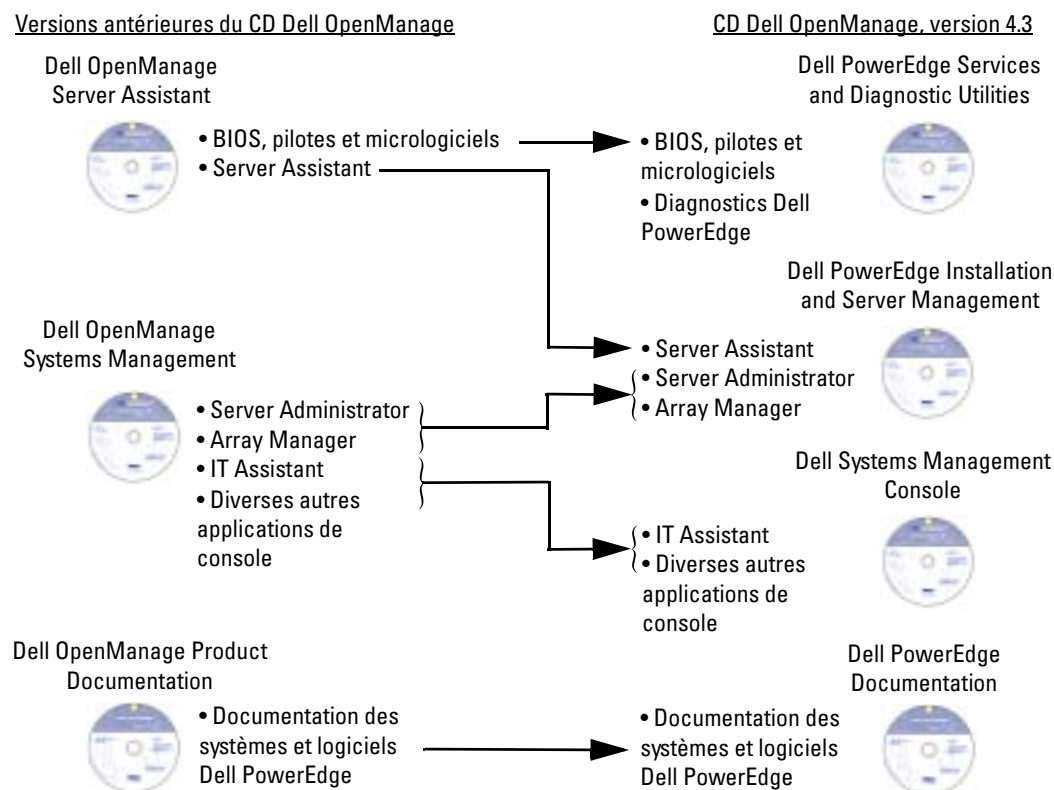 Versions antérieures du CD Dell OpenManage
CD Dell OpenManage, version 4.3
Dell OpenManage
Server Assistant
• BIOS, pilotes et micrologiciels
• Server Assistant
Dell PowerEdge Services
and Diagnostic Utilities
• BIOS, pilotes et
micrologiciels
• Diagnostics Dell
PowerEdge
Dell PowerEdge Installation
and Server Management
• Server Assistant
• Server Administrator
• Array Manager
Dell OpenManage
Systems Management
• Server Administrator
• Array Manager
• IT Assistant
• Diverses autres
applications de
console
Dell Systems Management
Console
• IT Assistant
• Diverses autres
applications de
console
Dell OpenManage Product
Documentation
• Documentation des
systèmes et logiciels
Dell PowerEdge
Dell PowerEdge
Documentation
• Documentation des
systèmes et logiciels
Dell PowerEdge